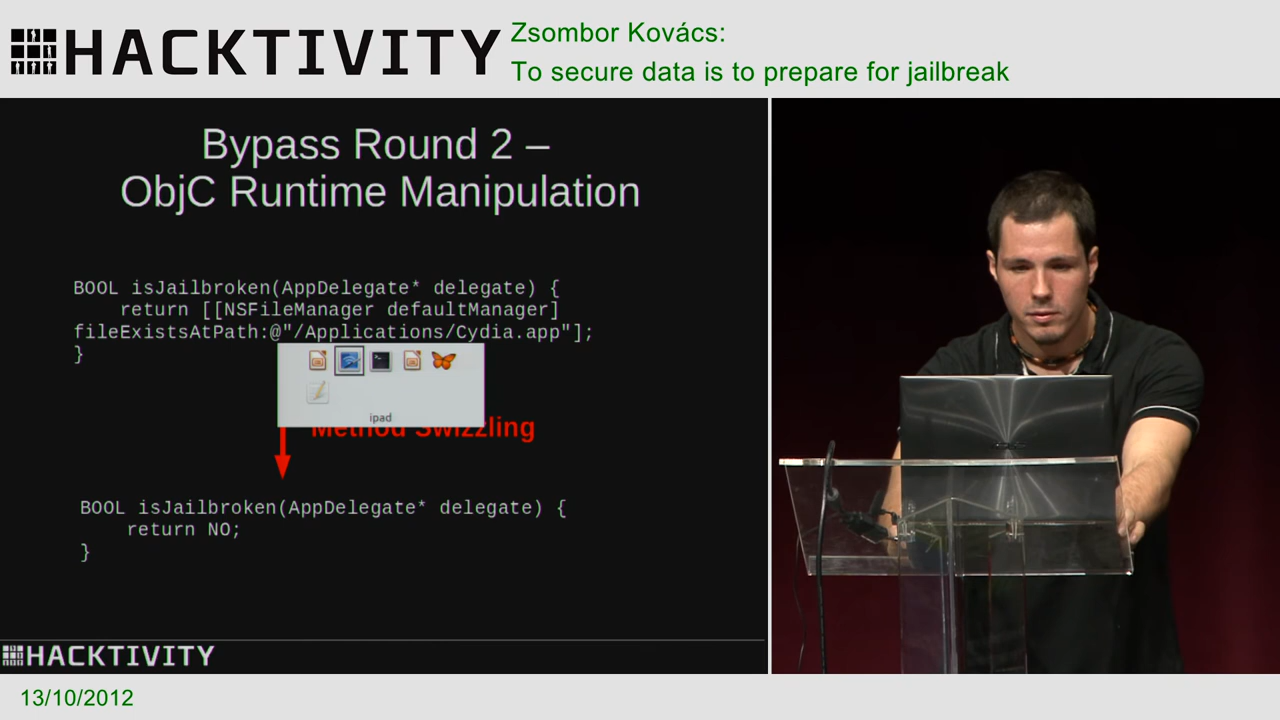 HACKTIVITY
Zsombor Kovács:
To secure data is to prepare for jailbreak
Bypass Round 2 –
ObjC Runtime Manipulation
BOOL isJailbroken(AppDelegate* delegate) {
return [[NSFileManager defaultManager]
fileExistsAtPath:@"/Applications/Cydia.app"];
}
ipad
Method Swizzling
BOOL isJailbroken(AppDelegate* delegate) {
return NO;
}
HACKTIVITY
13/10/2012